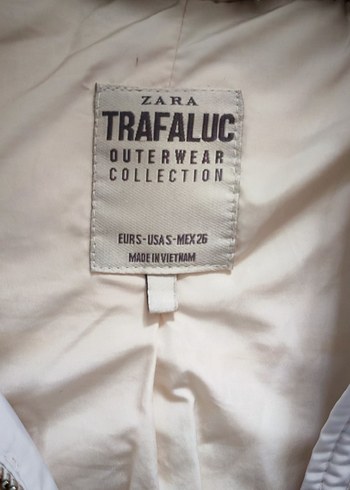 ZARA
TRAFALUC
OUTERWEAR
COLLECTION
EUR S - USA S - MEX 26
MADE IN VIETNAM